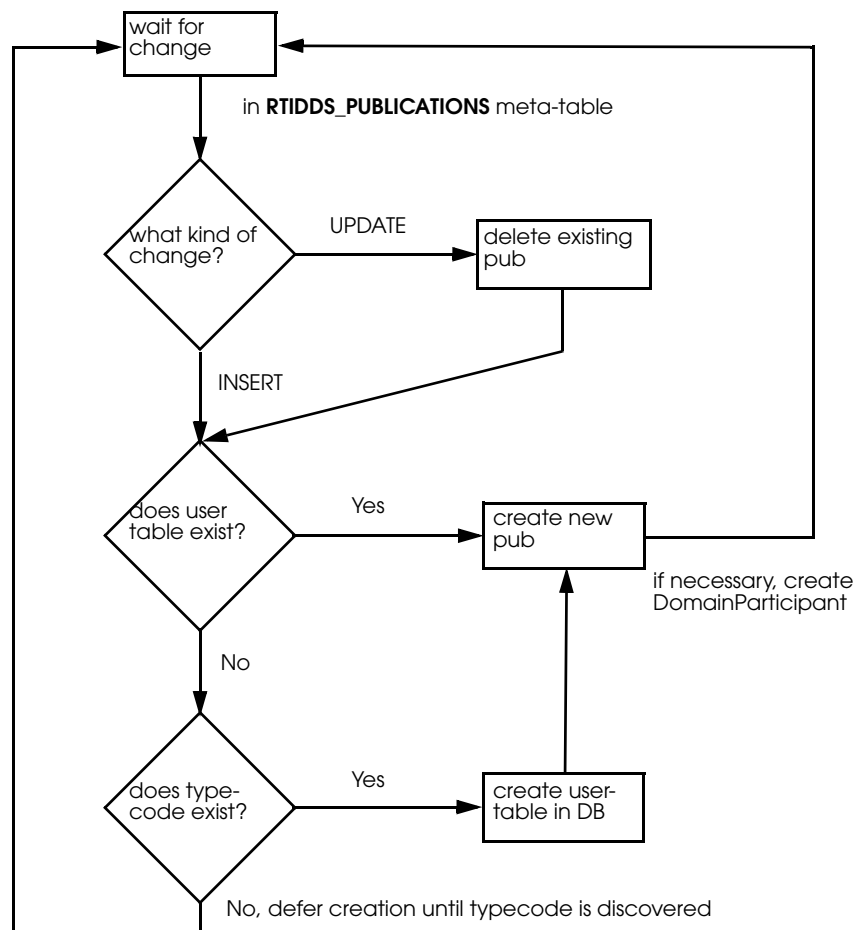 wait for
change
in RTIDDS_PUBLICATIONS meta-table
what kind of
change?
UPDATE
delete existing
pub
INSERT
does user
table exist?
Yes
create new
pub
if necessary, create
DomainParticipant
No
does type-
code exist?
Yes
create user-
table in DB
No, defer creation until typecode is discovered